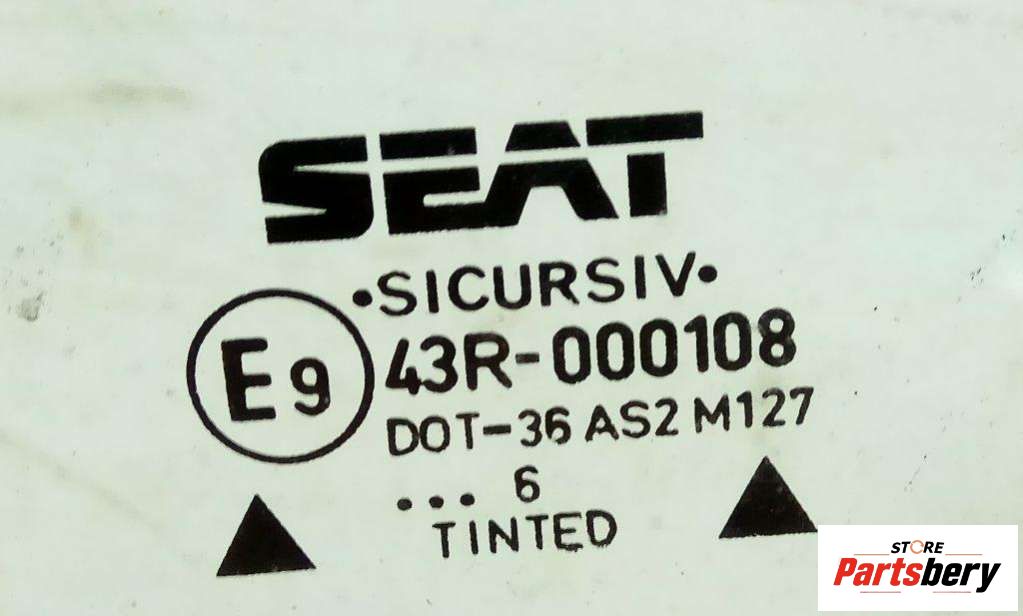 SEAT
•SICURSIV•
E9 43R-000108
DOT-36 AS2 M127
... 6
TINTED
STORE
Partsbery